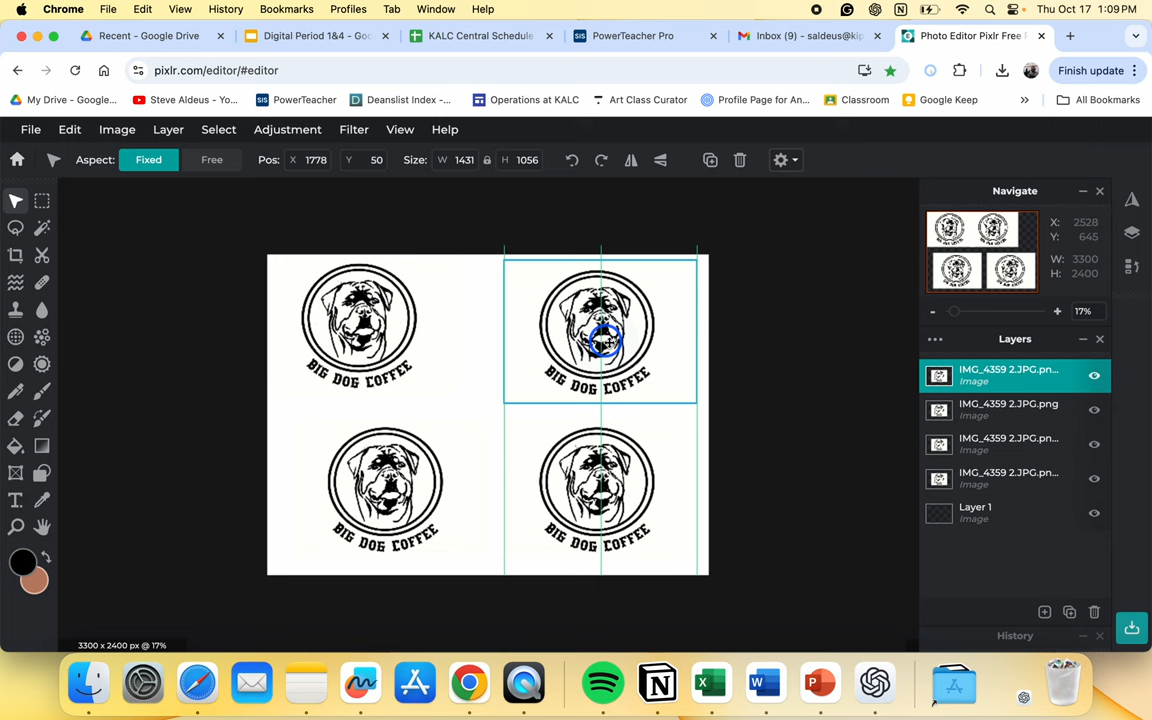 Chrome File Edit View History Bookmarks Profiles Tab Window Help Thu Oct 17 1:09 PM
Recent - Google Drive Digital Period 1&4 - Goo KALC Central Schedule PowerTeacher Pro Inbox (9) - saldeus@kip Photo Editor Pixlr Free
pixlr.com/editor/#editor Finish update
My Drive - Google... Steve Aldeus - Yo... PowerTeacher Deanslist Index -... Operations at KALC Art Class Curator Profile Page for An... Classroom Google Keep All Bookmarks
File Edit Image Layer Select Adjustment Filter View Help
Aspect: Fixed Free Pos: X 1778 Y 50 Size: W 1431 H 1056
Navigate
X: 2528
Y: 645
W: 3300
H: 2400
- + 17%
Layers
IMG_4359 2.JPG.pn...
Image
IMG_4359 2.JPG.png
Image
IMG_4359 2.JPG.pn...
Image
IMG_4359 2.JPG.pn...
Image
Layer 1
Image
History
BIG DOG COFFEE
BIG DOG COFFEE
BIG DOG COFFEE
BIG DOG COFFEE
3300 x 2400 px @ 17%